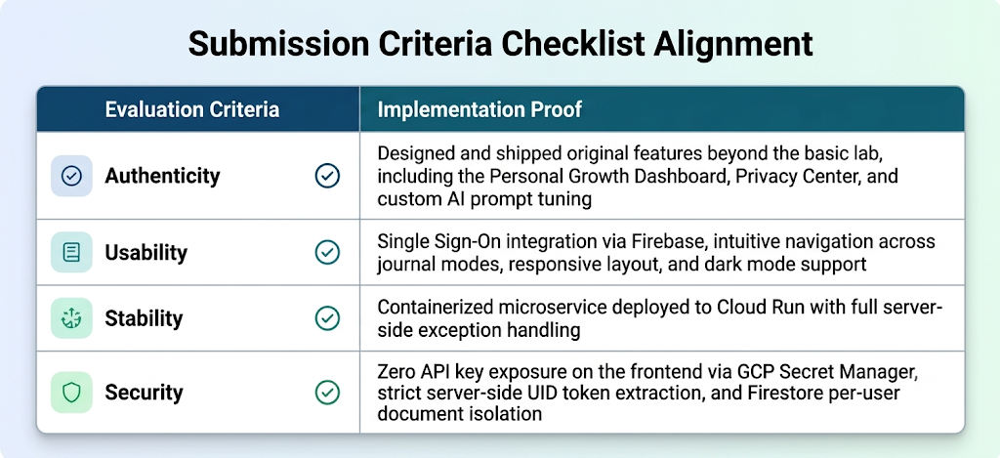 Submission Criteria Checklist Alignment
Evaluation Criteria
Implementation Proof
Authenticity
Designed and shipped original features beyond the basic lab,
including the Personal Growth Dashboard, Privacy Center, and
custom AI prompt tuning
Usability
Single Sign-On integration via Firebase, intuitive navigation across
journal modes, responsive layout, and dark mode support
Stability
Containerized microservice deployed to Cloud Run with full server-
side exception handling
Security
Zero API key exposure on the frontend via GCP Secret Manager,
strict server-side UID token extraction, and Firestore per-user
document isolation